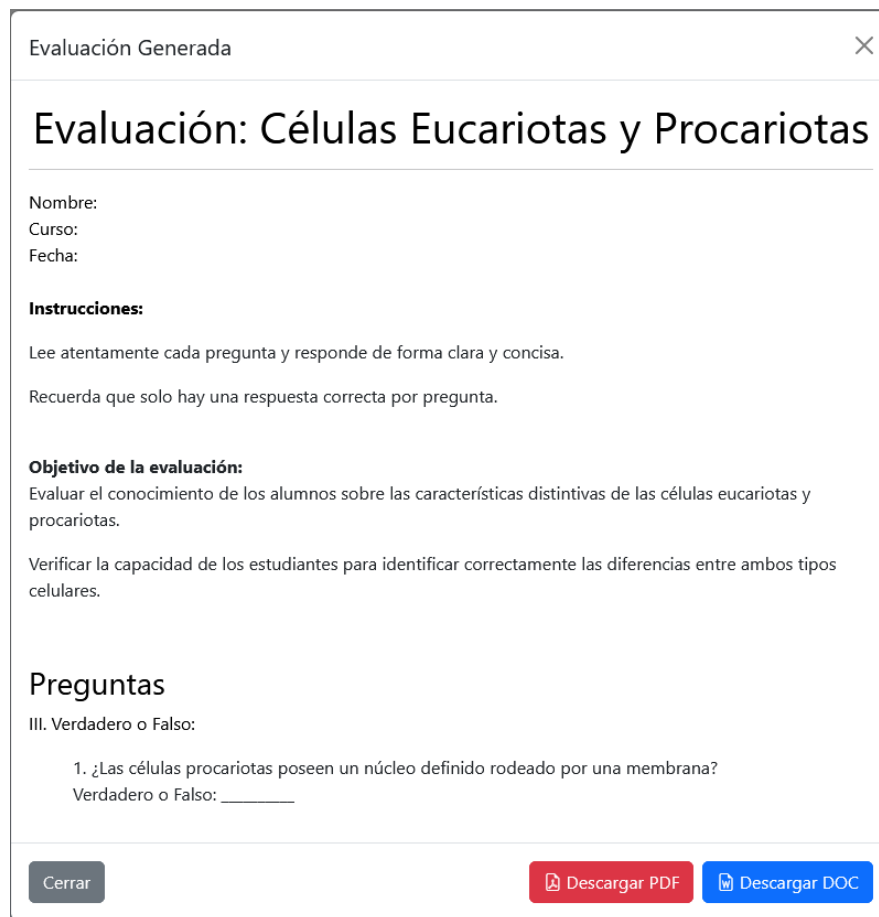 Evaluación Generada
Evaluación: Células Eucariotas y Procariotas
Nombre:
Curso:
Fecha:
Instrucciones:
Lee atentamente cada pregunta y responde de forma clara y concisa.
Recuerda que solo hay una respuesta correcta por pregunta.
Objetivo de la evaluación:
Evaluar el conocimiento de los alumnos sobre las características distintivas de las células eucariotas y
procariotas.
Verificar la capacidad de los estudiantes para identificar correctamente las diferencias entre ambos tipos
celulares.
Preguntas
III. Verdadero o Falso:
1. ¿Las células procariotas poseen un núcleo definido rodeado por una membrana?
Verdadero o Falso: __________
Cerrar
Descargar PDF
Descargar DOC